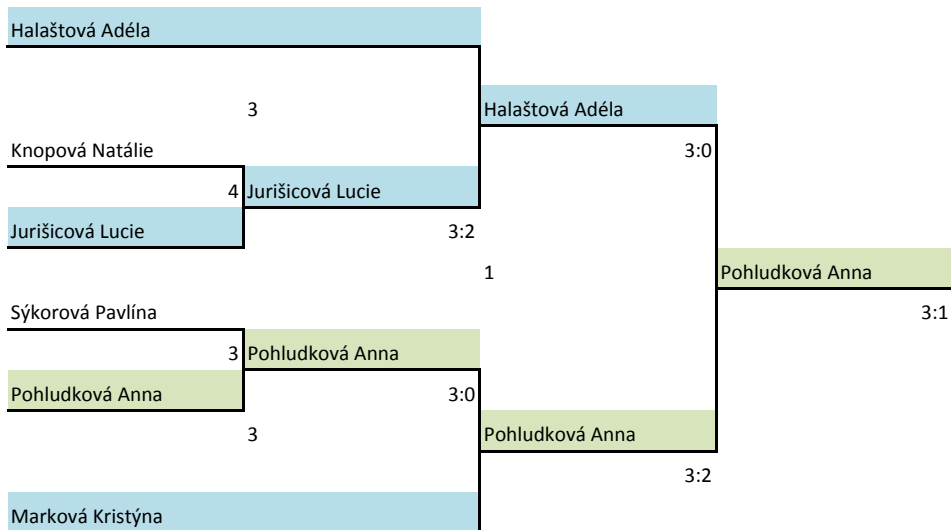 Halaštová Adéla
3
Halaštová Adéla
Knopová Natálie
3:0
4
Jurišicová Lucie
Jurišicová Lucie
3:2
1
Pohludková Anna
Sýkorová Pavlína
3:1
3
Pohludková Anna
Pohludková Anna
3:0
3
Pohludková Anna
3:2
Marková Kristýna